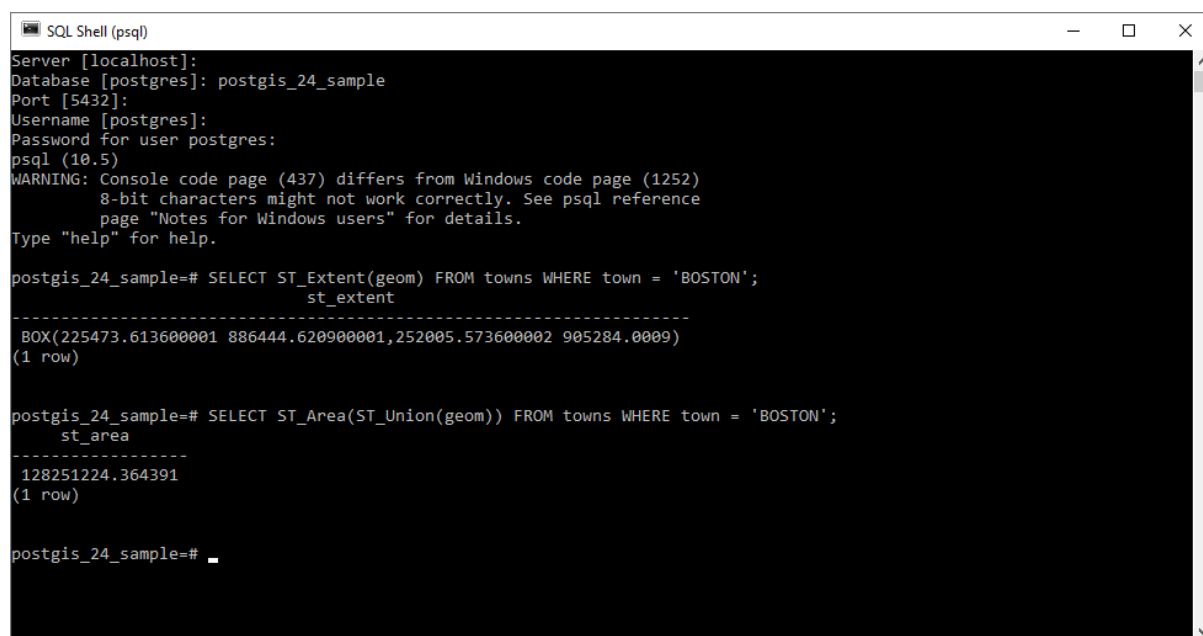 SQL Shell (psql)
Server [localhost]:
Database [postgres]: postgis_24_sample
Port [5432]:
Username [postgres]:
Password for user postgres:
psql (10.5)
WARNING: Console code page (437) differs from Windows code page (1252)
         8-bit characters might not work correctly. See psql reference
         page "Notes for Windows users" for details.
Type "help" for help.

postgis_24_sample=# SELECT ST_Extent(geom) FROM towns WHERE town = 'BOSTON';
                                st_extent
---------------------------------------------------------------------
 BOX(225473.613600001 886444.620900001,252005.573600002 905284.0009)
(1 row)


postgis_24_sample=# SELECT ST_Area(ST_Union(geom)) FROM towns WHERE town = 'BOSTON';
     st_area
------------------
 128251224.364391
(1 row)


postgis_24_sample=#